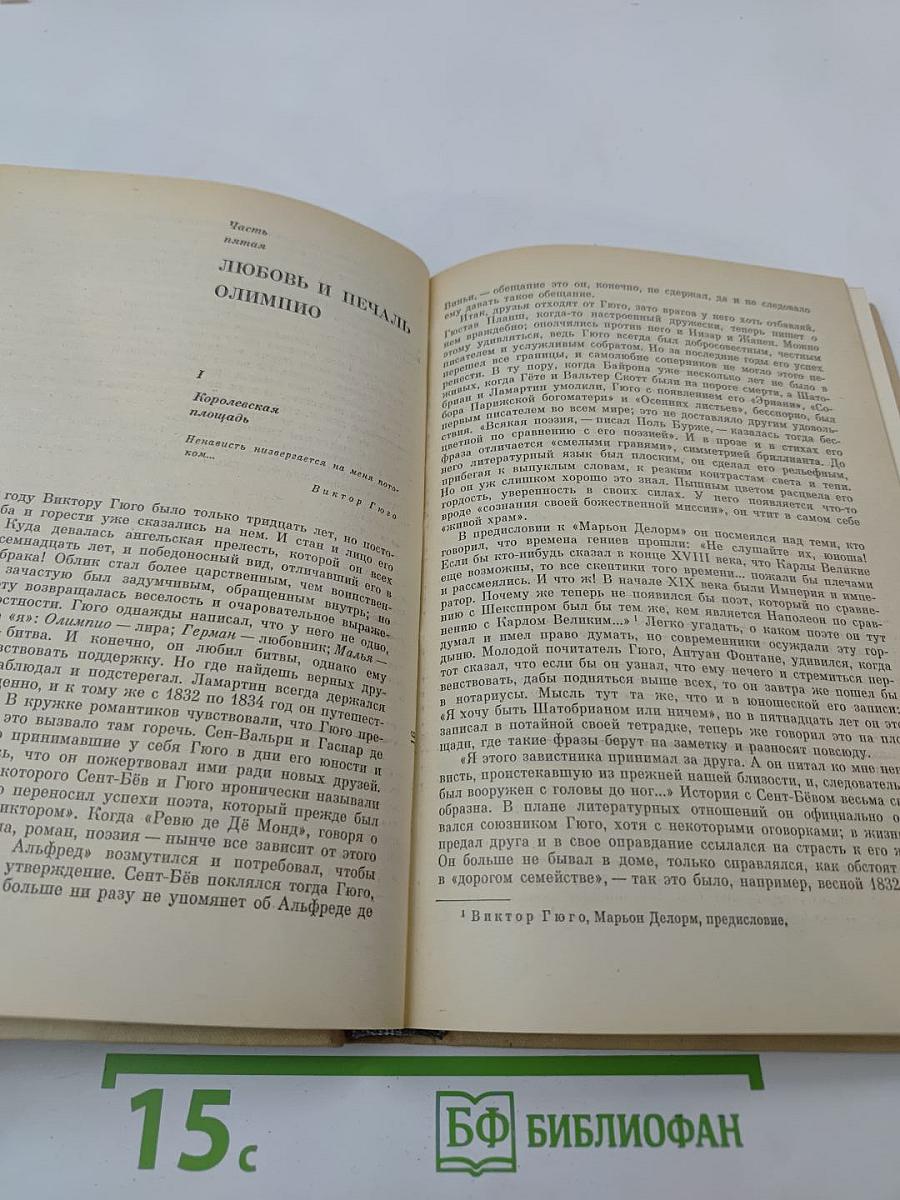 Часть
пятая
ЛЮБОВЬ И ПЕЧАЛЬ
ОЛИМПИО
I
Королевская
площадь
Ненависть низвергается на меня пото-
ком...
Виктор Гюго
году Виктору Гюго было только тридцать лет, но посто-
ба и горести уже сказались на нем. И стан и лицо его
Куда девалась ангельская прелесть, которой он всех
семнадцать лет, и победоносный вид, отличавший его в
брака! Облик стал более царственным, чем воинствен-
зачастую был задумчивым, обращенным внутрь; но
ту возвращалась веселость и очаровательное выраже-
остности. Гюго однажды написал, что у него не одно,
«я»: Олимпио — лира; Герман — любовник; Малья —
битва. И конечно, он любил битвы, однако ему
вствовать поддержку. Но где найдешь верных дру-
аблюдал и подстерегал. Ламартин всегда держался
денно, и к тому же с 1832 по 1834 год он путешест-
В кружке романтиков чувствовали, что Гюго пре-
это вызвало там горечь. Сен-Вальри и Гаспар де
о принимавшие у себя Гюго в дни его юности и
ь, что он пожертвовал ими ради новых друзей.
которого Сент-Бёв и Гюго иронически называли
о переносил успехи поэта, который прежде был
иктором». Когда «Ревю де Дё Монд», говоря о
ма, роман, поэзия — нынче все зависит от этого
Альфред» возмутился и потребовал, чтобы
утверждение. Сент-Бёв поклялся тогда Гюго,
больше ни разу не упомянет об Альфреде де
Виньи, — обещание это он, конечно, не сдержал, да и не следовало
ему давать такое обещание.
Итак, друзья отходят от Гюго, зато врагов у него хоть отбавляй.
Гюстав Планш, когда-то настроенный дружески, теперь пишет о
нем враждебно; ополчились против него и Низар и Жанен. Можно
этому удивляться, ведь Гюго всегда был добросовестным, честным
писателем и услужливым собратом. Но за последние годы его успех
перешел все границы, и самолюбие соперников не могло этого пе-
ренести. В ту пору, когда Байрона уже несколько лет не было в
живых, когда Гёте и Вальтер Скотт были на пороге смерти, а Шато-
бриан и Ламартин умолкли, Гюго с появлением его «Эрнани», «Со-
бора Парижской богоматери» и «Осенних листьев», бесспорно, был
первым писателем во всем мире; это не доставляло другим удоволь-
ствия. «Всякая поэзия, — писал Поль Бурже, — казалась тогда бес-
цветной по сравнению с его поэзией». И в прозе и в стихах его
фраза отличается «смелыми гранями», симметрией бриллианта. До
него литературный язык был плоским, он сделал его рельефным,
прибегая к выпуклым словам, к резким контрастам света и тени.
Но он уж слишком хорошо это знал. Пышным цветом расцвела его
гордость, уверенность в своих силах. У него появляется что-то
вроде «сознания своей божественной миссии», он чтит в самом себе
«живой храм».
В предисловии к «Марьон Делорм» он посмеялся над теми, кто
говорил, что времена гениев прошли: «Не слушайте их, юноша!
Если бы кто-нибудь сказал в конце XVIII века, что Карлы Великие
еще возможны, то все скептики того времени... пожали бы плечами
и рассмеялись. И что ж! В начале XIX века были Империя и импе-
ратор. Почему же теперь не появился бы поэт, который по сравне-
нию с Шекспиром был бы тем же, кем является Наполеон по срав-
нению с Карлом Великим...» ¹ Легко угадать, о каком поэте он тут
думал и имел право думать, но современники осуждали эту гор-
дыню. Молодой почитатель Гюго, Антуан Фонтане, удивился, когда
тот сказал, что если бы он узнал, что ему нечего и стремиться пер-
венствовать, дабы подняться выше всех, то он завтра же пошел бы
в нотариусы. Мысль тут та же, что и в юношеской его записи:
«Я хочу быть Шатобрианом или ничем», но в пятнадцать лет он это
записал в потайной своей тетрадке, теперь же говорил это на пло-
щади, где такие фразы берут на заметку и разносят повсюду.
«Я этого завистника принимал за друга. А он питал ко мне нен
висть, проистекавшую из прежней нашей близости, и, следователь
был вооружен с головы до ног...» История с Сент-Бёвом весьма св
образна. В плане литературных отношений он официально о
вался союзником Гюго, хотя с некоторыми оговорками; в жизн
предал друга и в свое оправдание ссылался на страсть к его ж
Он больше не бывал в доме, только справлялся, как обстоят
в «дорогом семействе», — так это было, например, весной 1832
¹ Виктор Гюго, Марьон Делорм, предисловие,
15 с
БФ БИБЛИОФАН